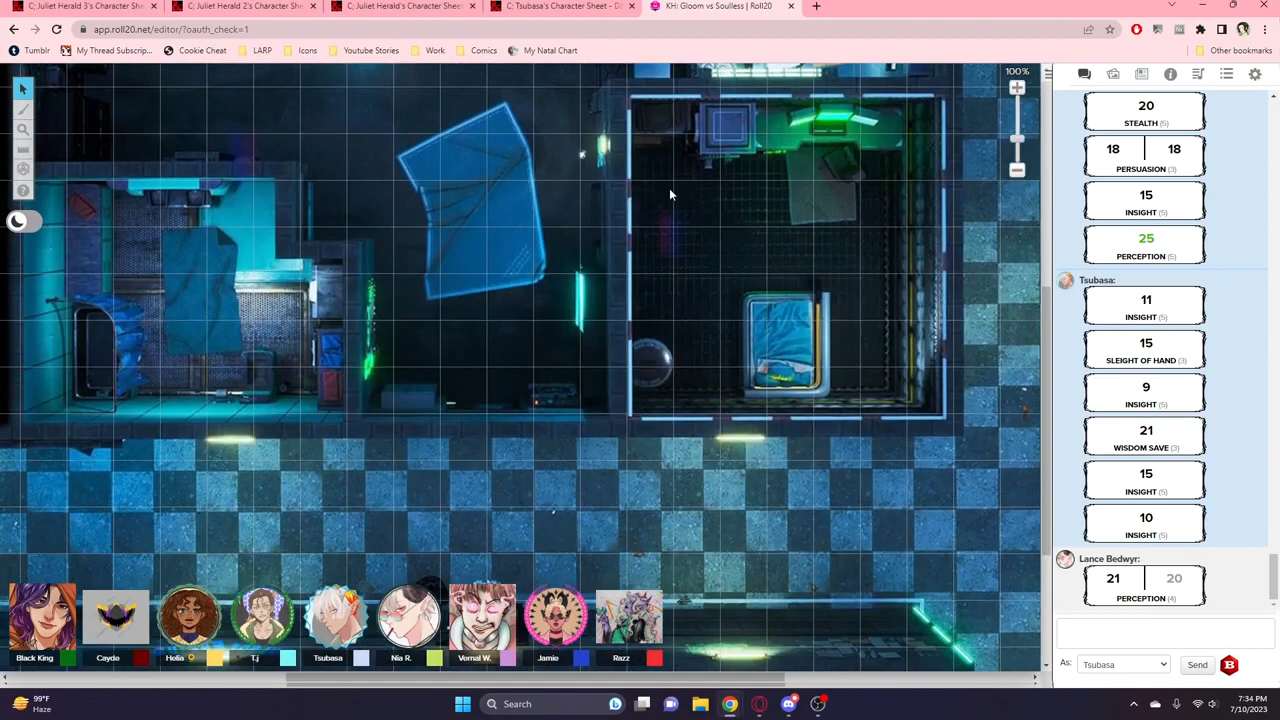 C; Juliet Herald 3's Character She
C; Juliet Herald 2's Character She
C; Juliet Herald's Character Shee
C; Tsubasa's Character Sheet - D
KH: Gloom vs Soulless | Roll20
app.roll20.net/editor/?oauth_check=1
Tumblr
My Thread Subscrip...
Cookie Cheat
LARP
Icons
Youtube Stories
Work
Comics
My Natal Chart
Other bookmarks
100%
20
STEALTH (5)
18 18
PERSUASION (3)
15
INSIGHT (5)
25
PERCEPTION (5)
Tsubasa:
11
INSIGHT (5)
15
SLEIGHT OF HAND (3)
9
INSIGHT (5)
21
WISDOM SAVE (3)
15
INSIGHT (5)
10
INSIGHT (5)
Lance Bedwyr:
21 20
PERCEPTION (4)
As: Tsubasa Send
Black King
Cayde
Helia
T.j
Tsubasa
Nia R.
Vernal W.
Jamie
Razz
99°F
Haze
Search
7:34 PM
7/10/2023